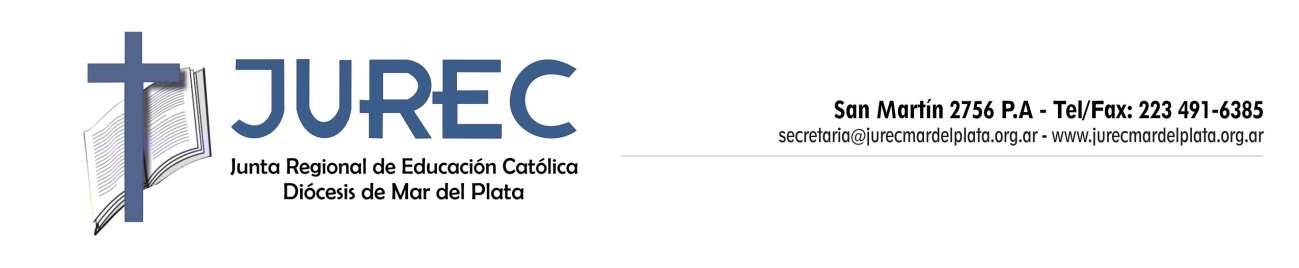 JUREC
Junta Regional de Educación Católica
Diócesis de Mar del Plata
San Martín 2756 P.A - Tel/Fax: 223 491-6385
secretaria@jurecmardelplata.org.ar - www.jurecmardelplata.org.ar